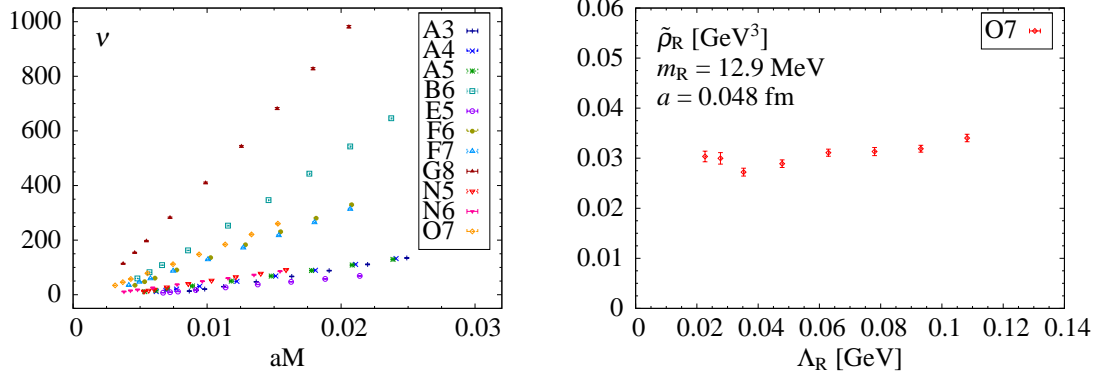 ν
1000
800
600
400
200
0
0
0.01
0.02
0.03
aM
A3
A4
A5
B6
E5
F6
F7
G8
N5
N6
O7
0.06
0.05
0.04
0.03
0.02
0.01
0
0
0.02
0.04
0.06
0.08
0.1
0.12
0.14
Λ_R [GeV]
ρ̃_R [GeV³]
m_R = 12.9 MeV
a = 0.048 fm
O7